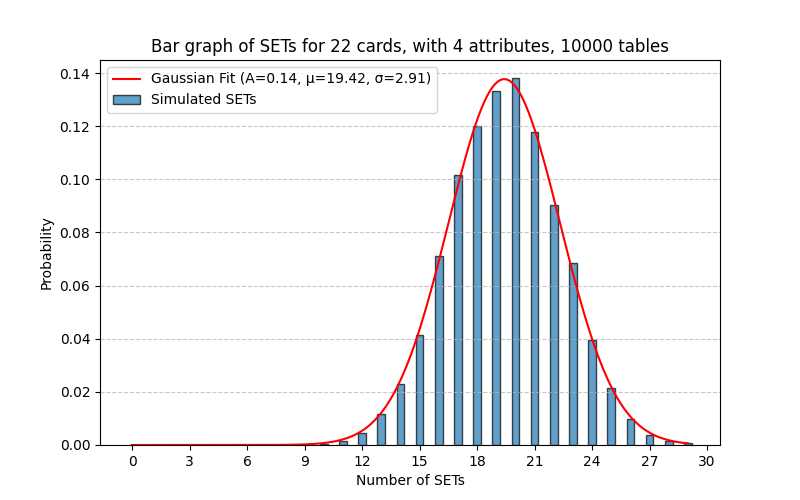 Bar graph of SETs for 22 cards, with 4 attributes, 10000 tables
Gaussian Fit (A=0.14, μ=19.42, σ=2.91)
Simulated SETs
0.14
0.12
0.10
0.08
0.06
0.04
0.02
0.00
Probability
0 3 6 9 12 15 18 21 24 27 30
Number of SETs